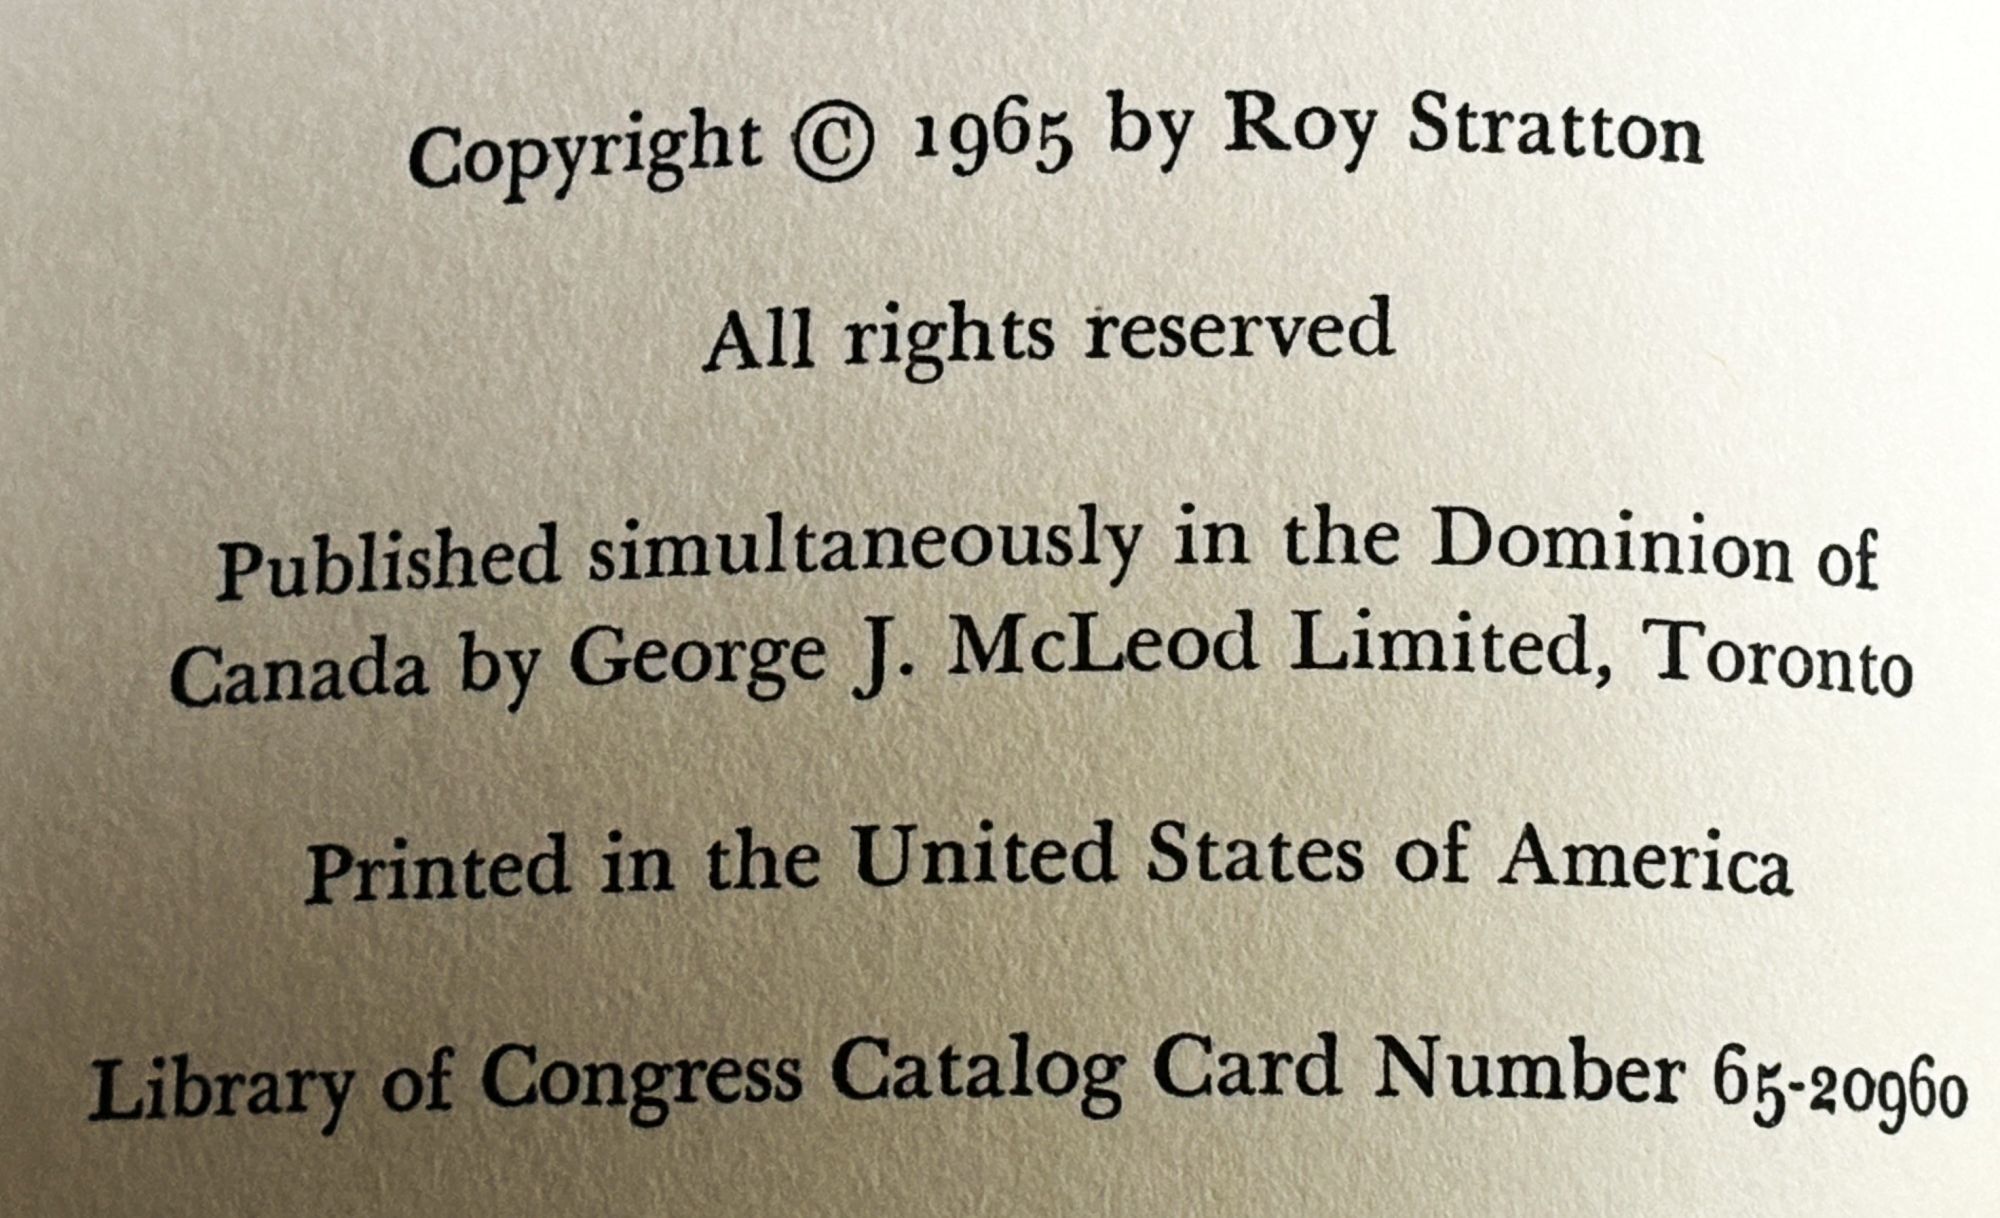 Copyright © 1965 by Roy Stratton
All rights reserved
Published simultaneously in the Dominion of
Canada by George J. McLeod Limited, Toronto
Printed in the United States of America
Library of Congress Catalog Card Number 65-20960